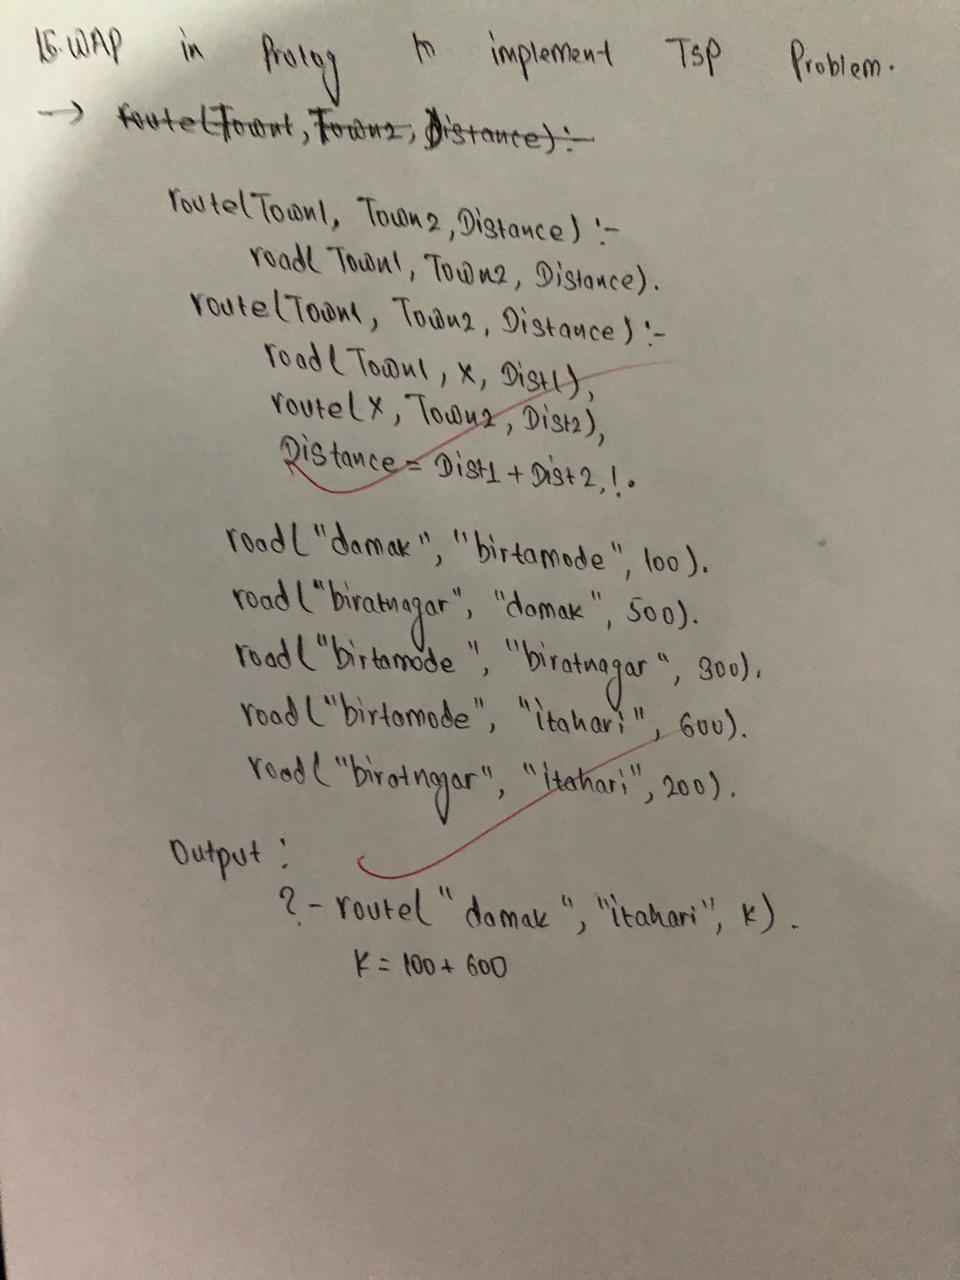 15. WAP in Prolog to implement TSP Problem.
→ route(Town1, Town2, Distance) :-
route(Town1, Town2, Distance) :-
road( Town1, Town2, Distance).
route(Town1, Town2, Distance) :-
road( Town1, X, Dist1),
route(X, Town2, Dist2),
Distance = Dist1 + Dist2, !.
road("damak", "birtamode", 100).
road("biratnagar", "damak", 500).
road("birtamode", "biratnagar", 300).
road("birtamode", "itahari", 600).
road("biratnagar", "itahari", 200).
Output :
? - route("damak", "itahari", K).
K = 100 + 600